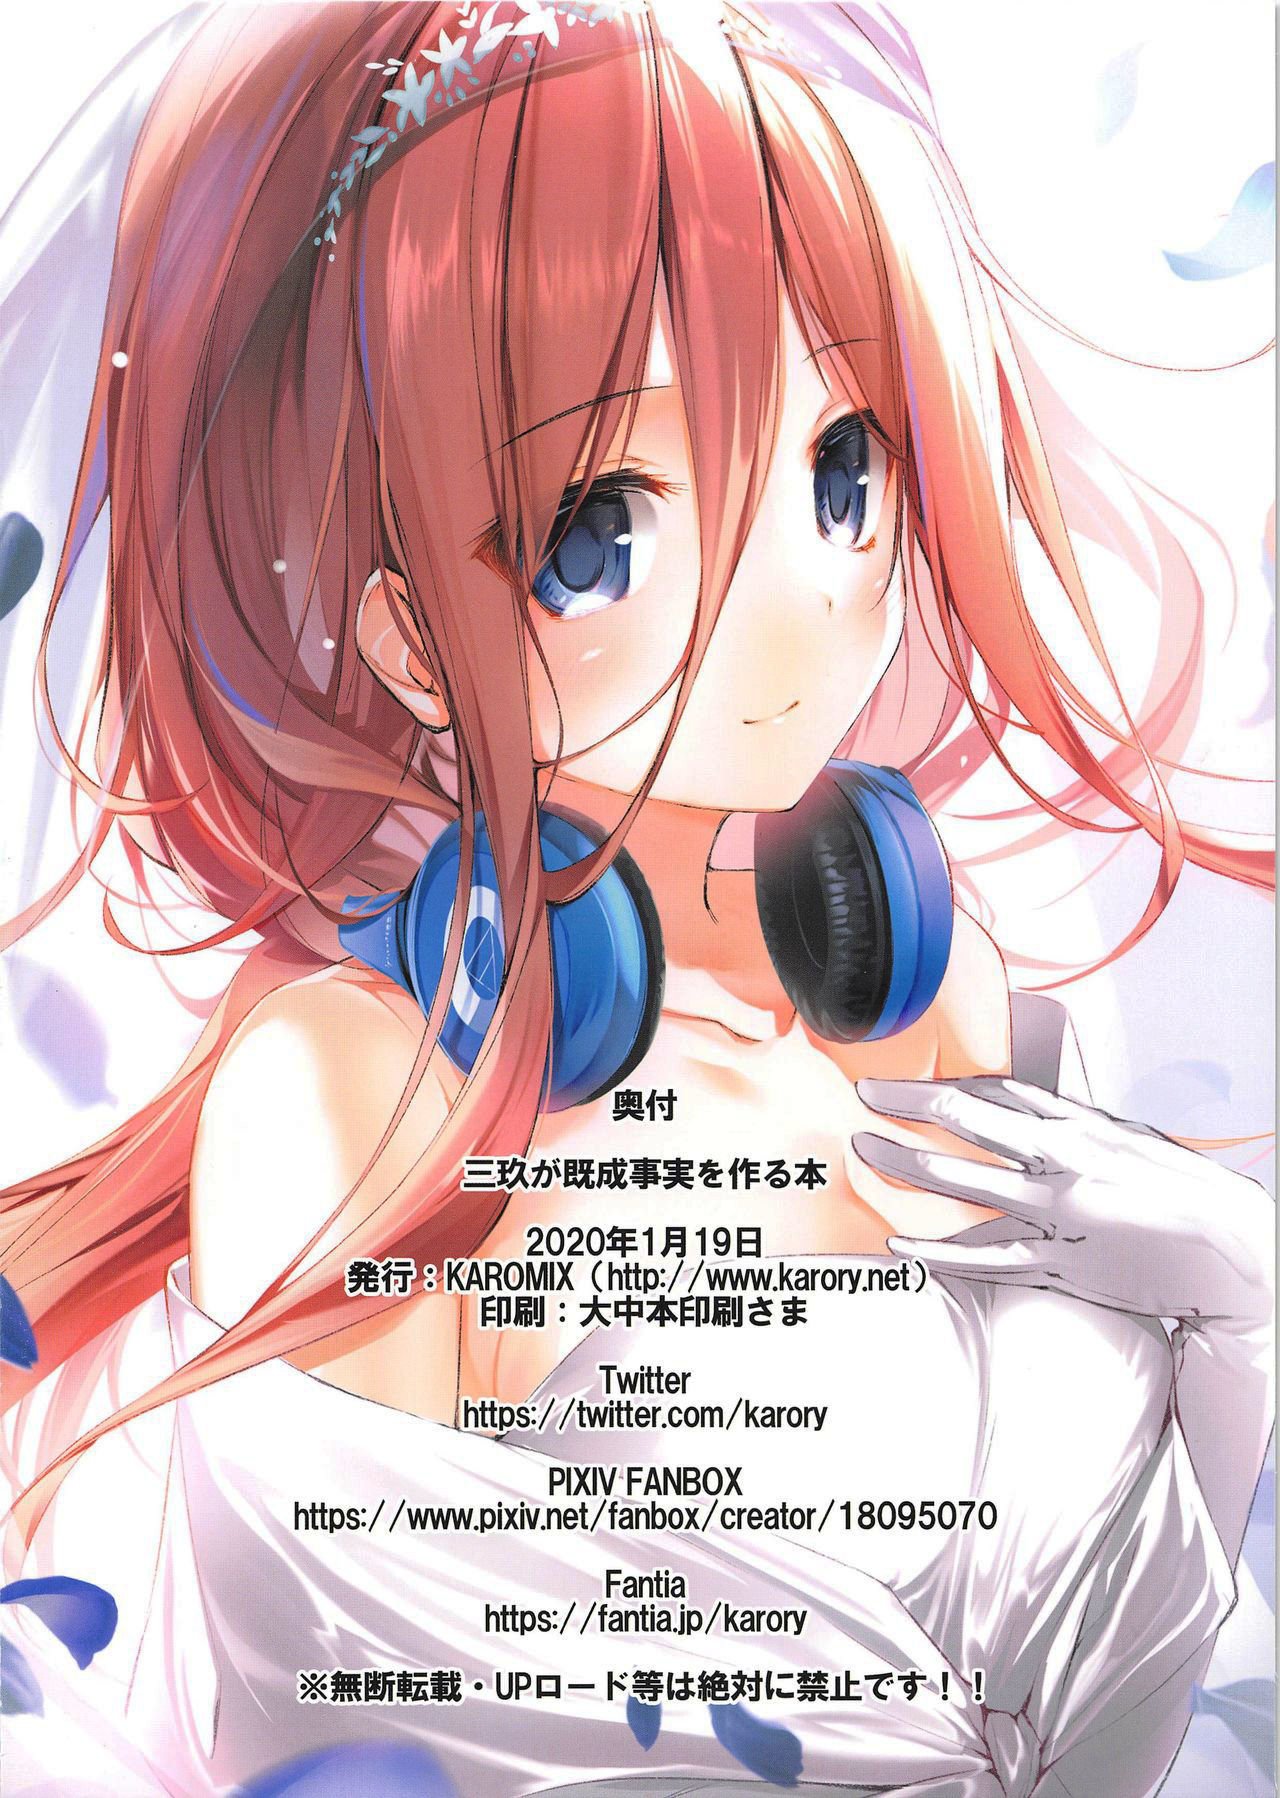 奥付
三玖が既成事実を作る本
2020年1月19日
発行：KAROMIX（http://www.karory.net）
印刷：大中本印刷さま
Twitter
https://twitter.com/karory
PIXIV FANBOX
https://www.pixiv.net/fanbox/creator/18095070
Fantia
https://fantia.jp/karory
※無断転載・UPロード等は絶対に禁止です！！